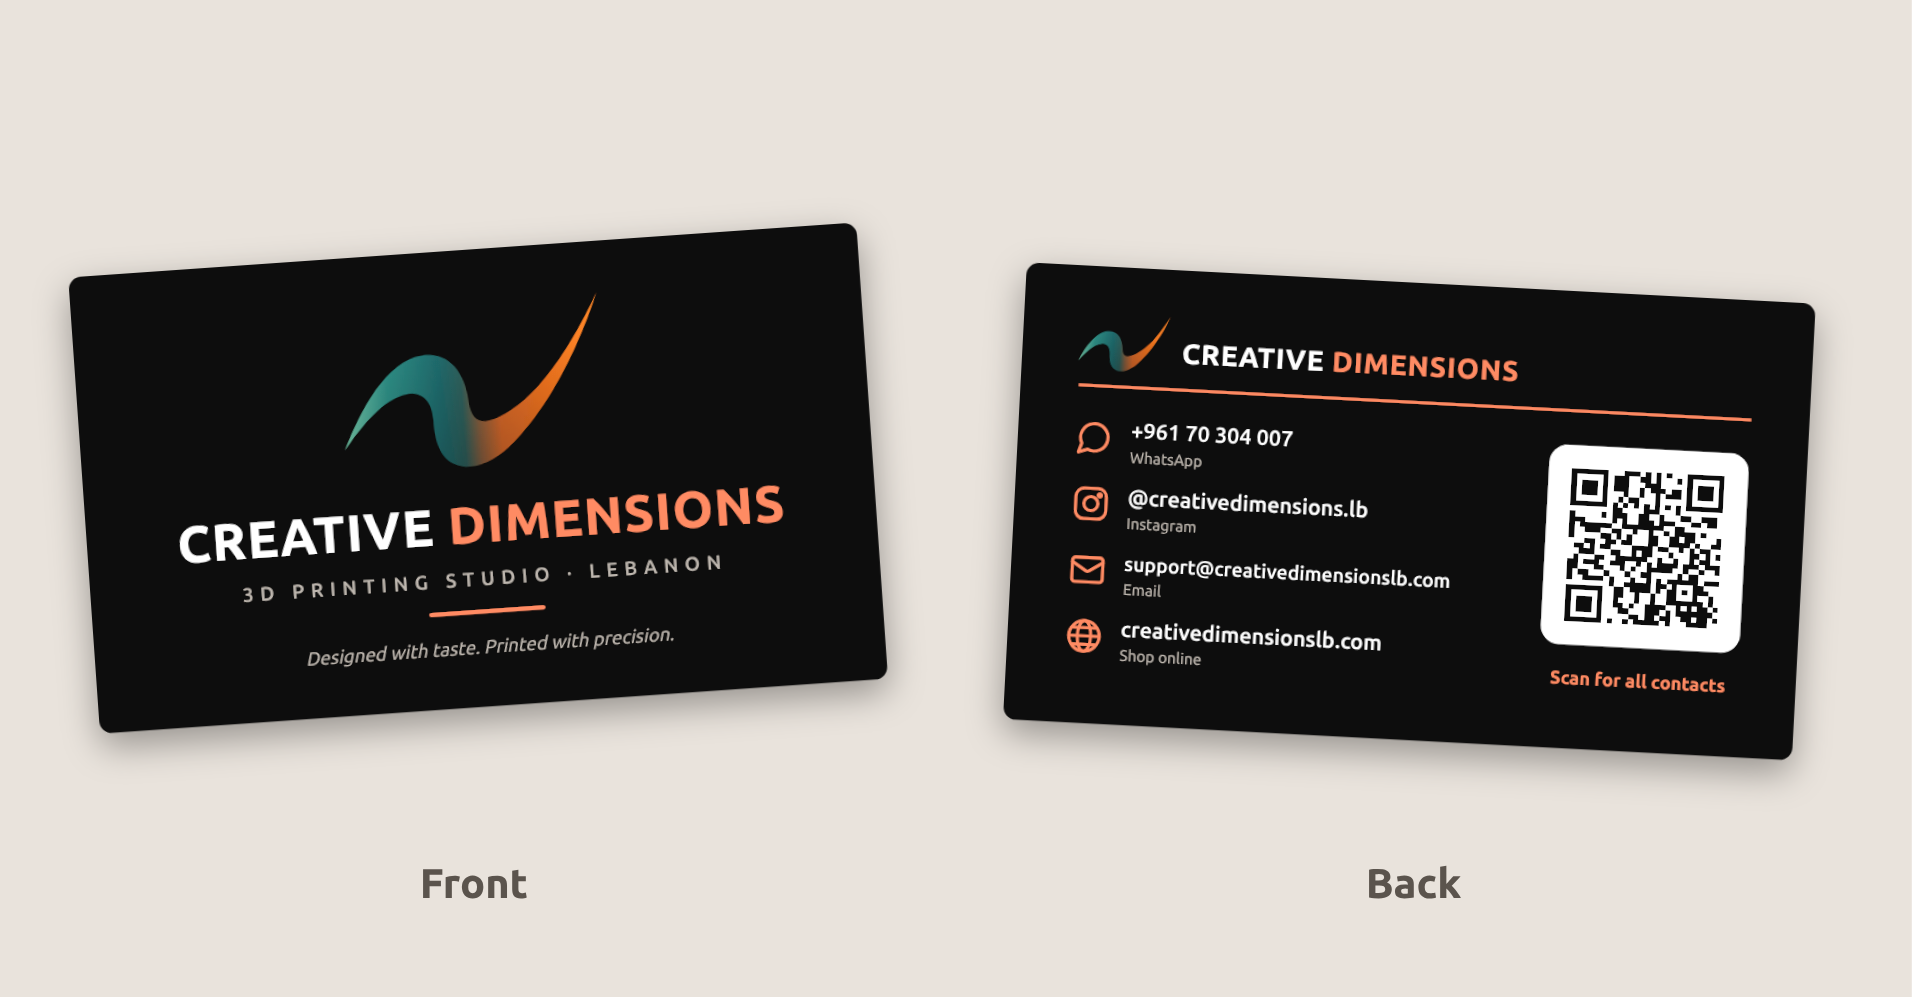 CREATIVE DIMENSIONS
3D PRINTING STUDIO · LEBANON
Designed with taste. Printed with precision.
Front
CREATIVE DIMENSIONS
+961 70 304 007
WhatsApp
@creativedimensions.lb
Instagram
support@creativedimensionslb.com
Email
creativedimensionslb.com
Shop online
Scan for all contacts
Back